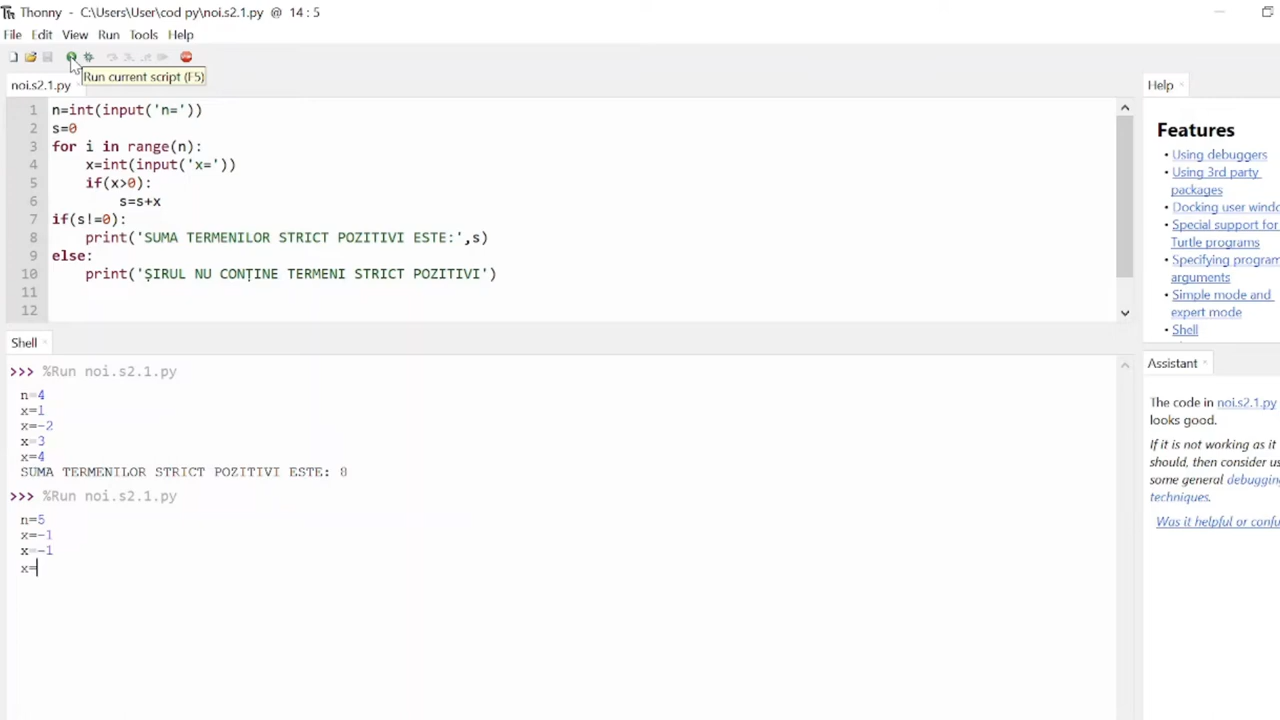 Thonny - C:\Users\User\cod py\noi.s2.1.py @ 14 : 5
File Edit View Run Tools Help
Run current script (F5)
noi.s2.1.py
1 n=int(input('n='))
2 s=0
3 for i in range(n):
4 x=int(input('x='))
5 if(x>0):
6 s=s+x
7 if(s!=0):
8 print('SUMA TERMENILOR STRICT POZITIVI ESTE:',s)
9 else:
10 print('ȘIRUL NU CONȚINE TERMENI STRICT POZITIVI')
11
12
Shell
>>> %Run noi.s2.1.py
n=4
x=1
x=-2
x=3
x=4
SUMA TERMENILOR STRICT POZITIVI ESTE: 8
>>> %Run noi.s2.1.py
n=5
x=-1
x=-1
x=
Help
Features
• Using debuggers
• Using 3rd party
packages
• Docking user windo
• Special support for
Turtle programs
• Specifying program
arguments
• Simple mode and
expert mode
• Shell
Assistant
The code in noi.s2.1.py
looks good.
If it is not working as it
should, then consider us
some general debugging
techniques.
Was it helpful or confu